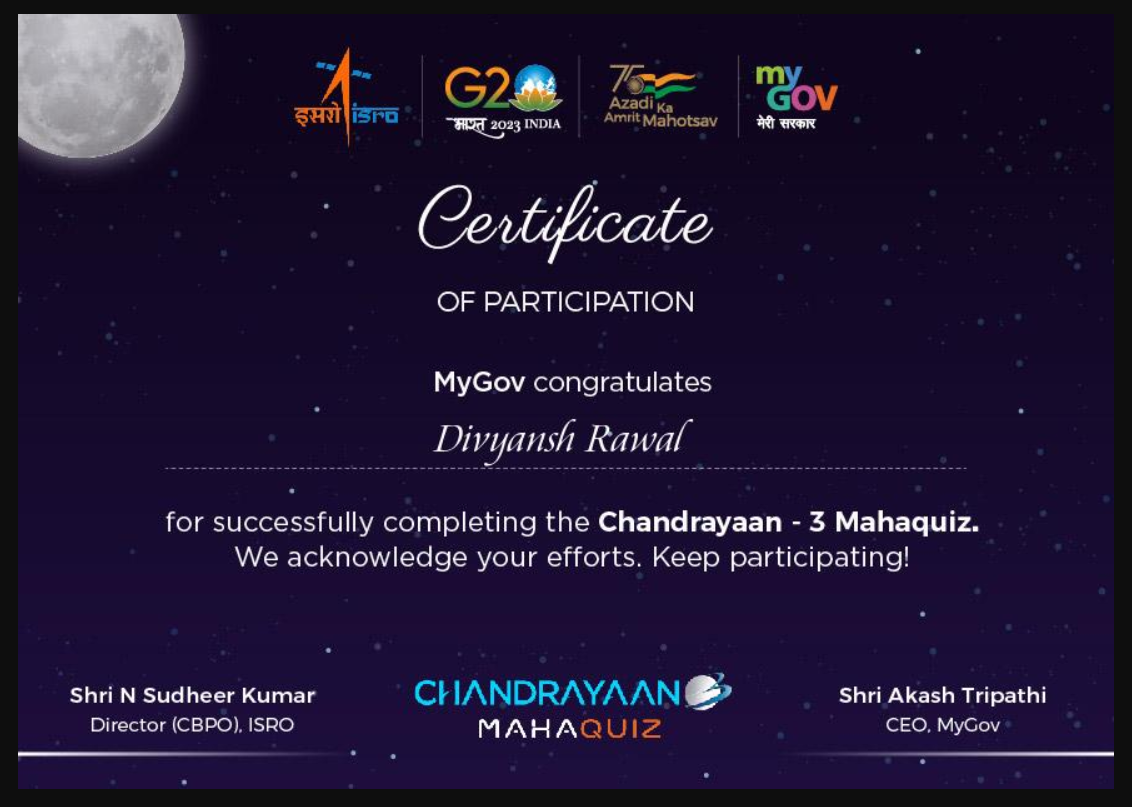 इसरो isro
G20
भारत 2023 INDIA
75
Azadi Ka
Amrit Mahotsav
my
GOV
मेरी सरकार
Certificate
OF PARTICIPATION
MyGov congratulates
Divyansh Rawal
for successfully completing the Chandrayaan - 3 Mahaquiz.
We acknowledge your efforts. Keep participating!
Shri N Sudheer Kumar
Director (CBPO), ISRO
CHANDRAYAAN 3
MAHAQUIZ
Shri Akash Tripathi
CEO, MyGov